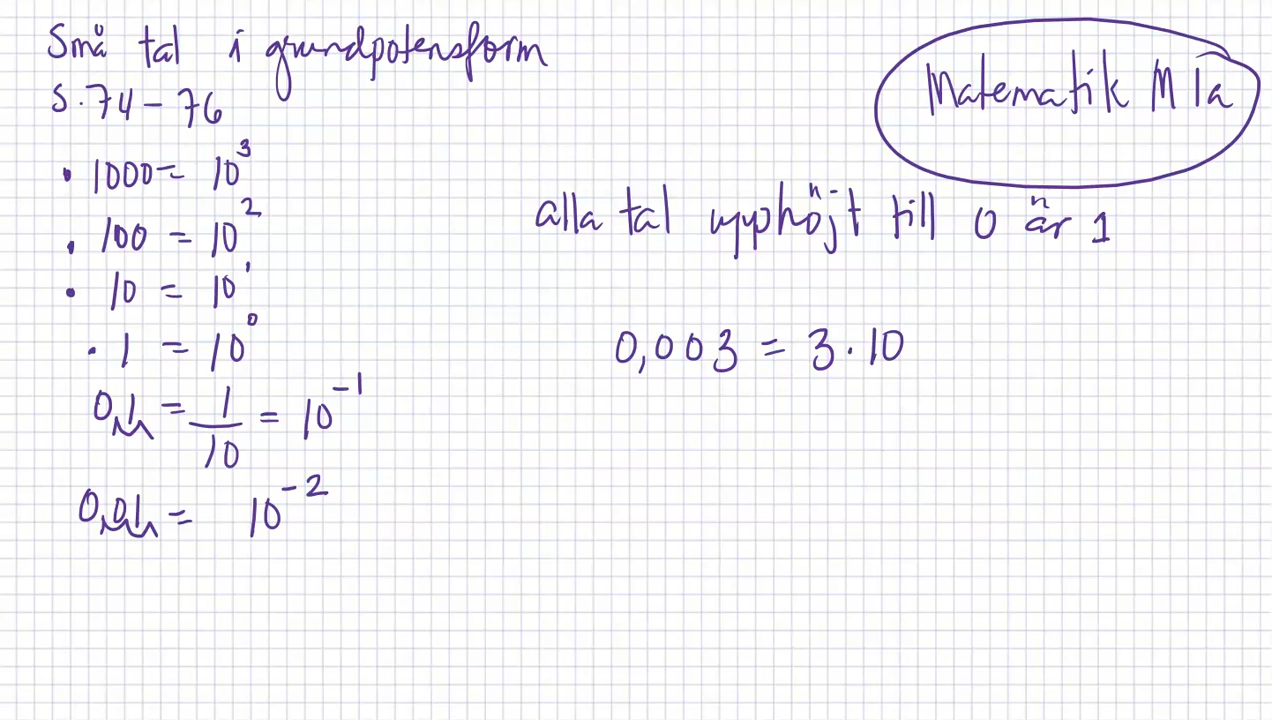 Små tal i grundpotensform
s. 74 - 76
Matematik M 1a
• 1000 = 10³
• 100 = 10²
• 10 = 10¹
• 1 = 10⁰
0,1 = 1/10 = 10⁻¹
0,01 = 10⁻²
alla tal upphöjt till 0 är 1
0,003 = 3 · 10